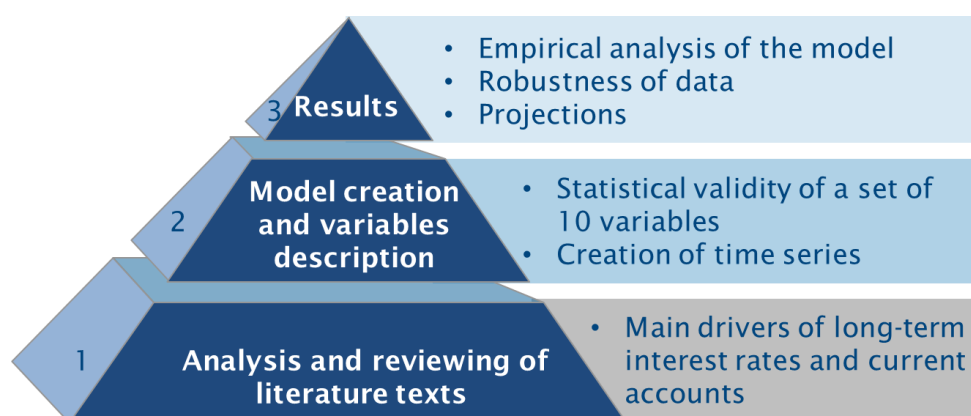 3
Results
• Empirical analysis of the model
• Robustness of data
• Projections
2
Model creation
and variables
description
• Statistical validity of a set of
10 variables
• Creation of time series
1
Analysis and reviewing of
literature texts
• Main drivers of long-term
interest rates and current
accounts